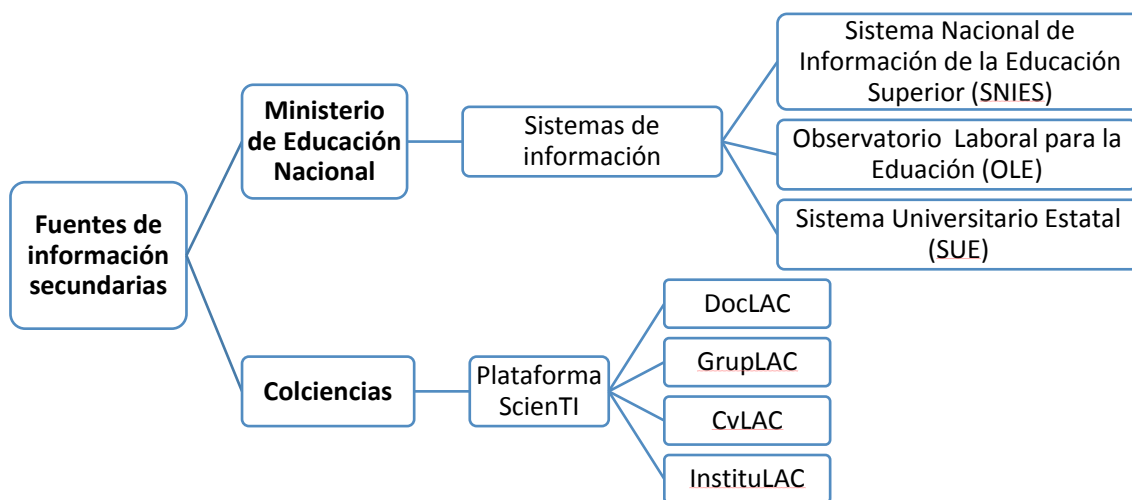 Fuentes de
información
secundarias
Ministerio
de Educación
Nacional
Sistemas de
información
Sistema Nacional de
Información de la Educación
Superior (SNIES)
Observatorio  Laboral para la
Eduación (OLE)
Sistema Universitario Estatal
(SUE)
Colciencias
Plataforma
ScienTI
DocLAC
GrupLAC
CvLAC
InstituLAC